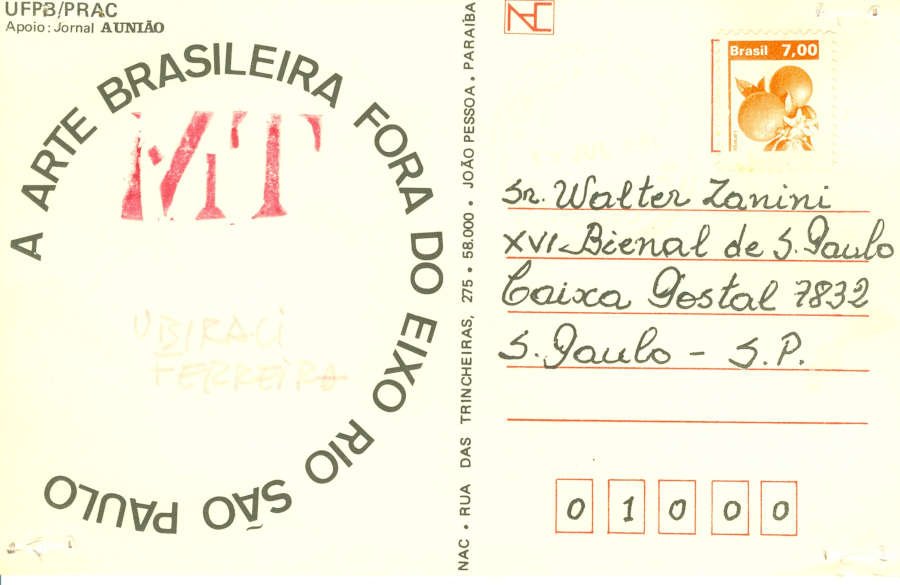 UFPB/PRAC
Apoio: Jornal A UNIÃO
A ARTE BRASILEIRA FORA DO EIXO RIO SÃO PAULO
MT
UBIRACI
FERREIRA
NAC • RUA DAS TRINCHEIRAS, 275 • 58.000 • JOÃO PESSOA • PARAÍBA
NAC
Brasil 7,00
Sr. Walter Zanini
XVI Bienal de S. Paulo
Caixa Postal 7832
S. Paulo - S.P.
0 1 0 0 0